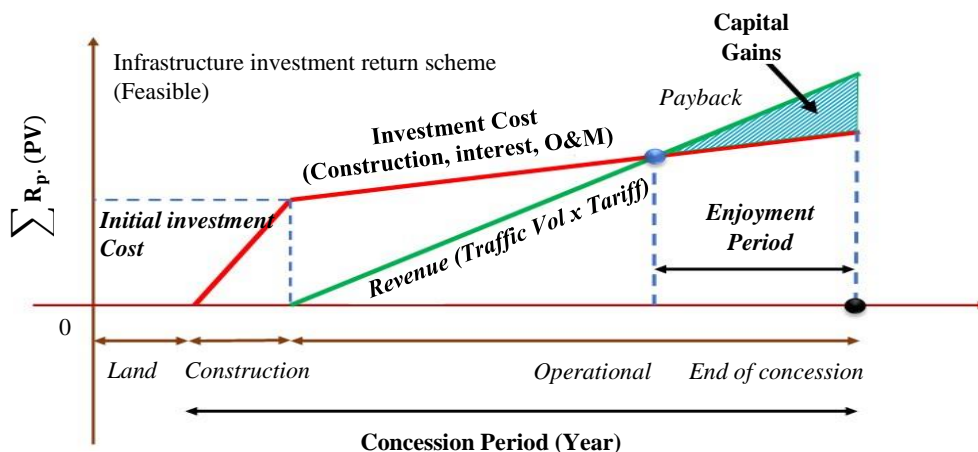 Capital
Gains
Infrastructure investment return scheme
(Feasible)
Payback
Investment Cost
(Construction, interest, O&M)
∑ Rp. (PV)
Initial investment
Cost
Revenue (Traffic Vol x Tariff)
Enjoyment
Period
0
Land
Construction
Operational
End of concession
Concession Period (Year)